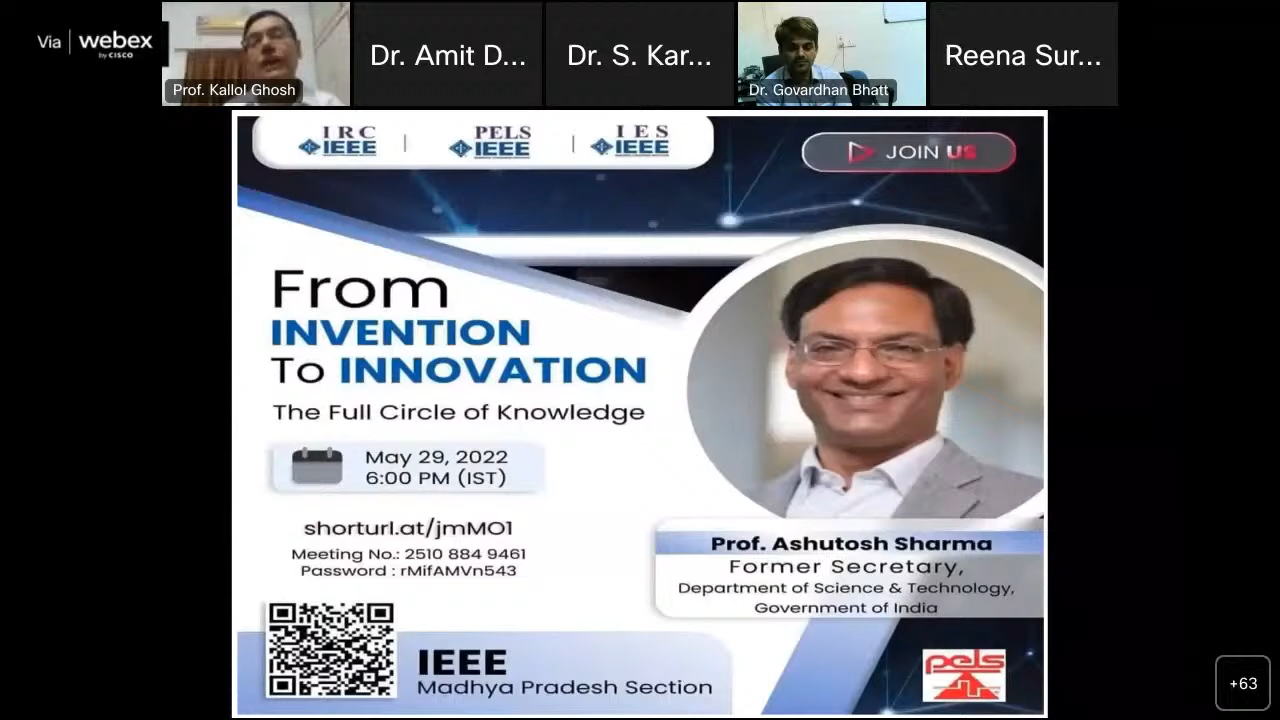 Via | webex
by CISCO
Prof. Kallol Ghosh
Dr. Amit D...
Dr. S. Kar...
Dr. Govardhan Bhatt
Reena Sur...
IRC
IEEE
PELS
IEEE
IES
IEEE
JOIN US
From
INVENTION
To INNOVATION
The Full Circle of Knowledge
May 29, 2022
6:00 PM (IST)
shorturl.at/jmMO1
Meeting No.: 2510 884 9461
Password : rMifAMVn543
Prof. Ashutosh Sharma
Former Secretary,
Department of Science & Technology,
Government of India
IEEE
Madhya Pradesh Section
pels
+63